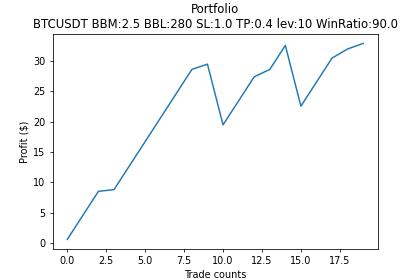 Portfolio
BTCUSDT BBM:2.5 BBL:280 SL:1.0 TP:0.4 lev:10 WinRatio:90.0
30
25
20
15
10
5
0
Profit ($)
0.0 2.5 5.0 7.5 10.0 12.5 15.0 17.5
Trade counts